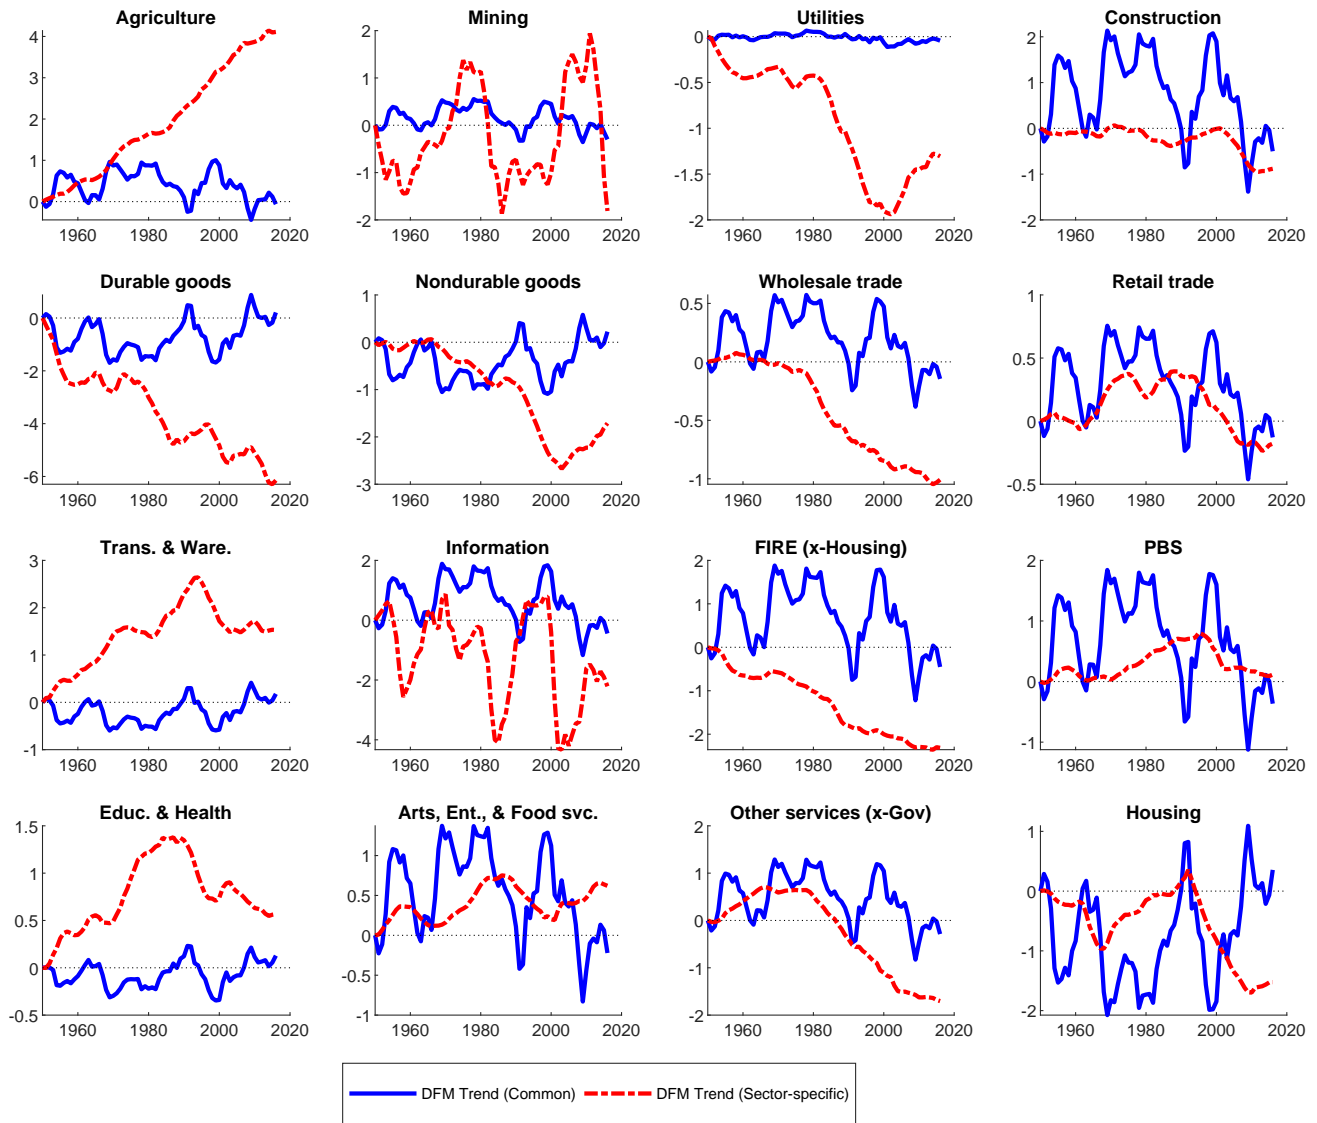 Agriculture
4
3
2
1
0
1960 1980 2000 2020
Mining
2
1
0
-1
-2
1960 1980 2000 2020
Utilities
0
-0.5
-1
-1.5
-2
1960 1980 2000 2020
Construction
2
1
0
-1
-2
1960 1980 2000 2020
Durable goods
0
-2
-4
-6
1960 1980 2000 2020
Nondurable goods
1
0
-1
-2
-3
1960 1980 2000 2020
Wholesale trade
0.5
0
-0.5
-1
1960 1980 2000 2020
Retail trade
1
0.5
0
-0.5
1960 1980 2000 2020
Trans. & Ware.
3
2
1
0
-1
1960 1980 2000 2020
Information
2
0
-2
-4
1960 1980 2000 2020
FIRE (x-Housing)
2
1
0
-1
-2
1960 1980 2000 2020
PBS
2
1
0
-1
1960 1980 2000 2020
Educ. & Health
1.5
1
0.5
0
-0.5
1960 1980 2000 2020
Arts, Ent., & Food svc.
1
0.5
0
-0.5
-1
1960 1980 2000 2020
Other services (x-Gov)
2
1
0
-1
-2
1960 1980 2000 2020
Housing
1
0
-1
-2
1960 1980 2000 2020
DFM Trend (Common) DFM Trend (Sector-specific)